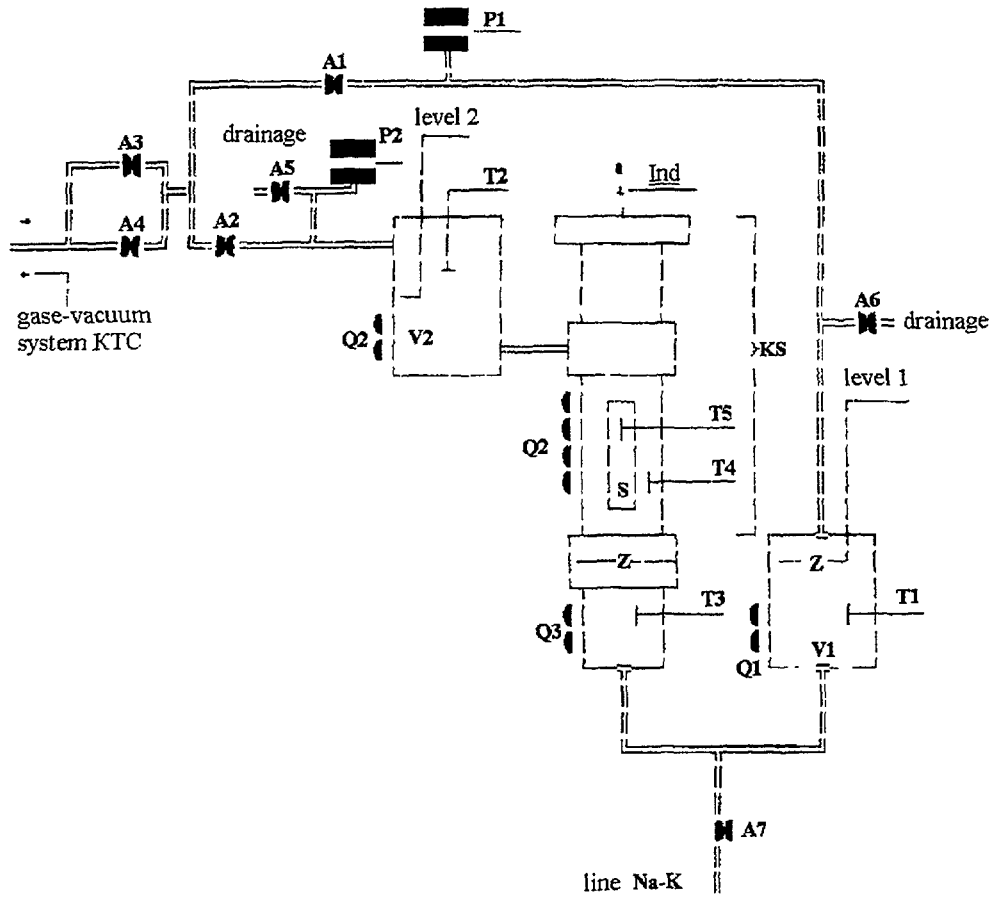 P1
A1
level 2
drainage
P2
A3
A5
T2
Ind
A4
A2
gase-vacuum
system KTC
Q2
V2
A6
drainage
KS
level 1
T5
Q2
T4
S
Z
Z
T3
T1
Q3
V1
Q1
A7
line Na-K